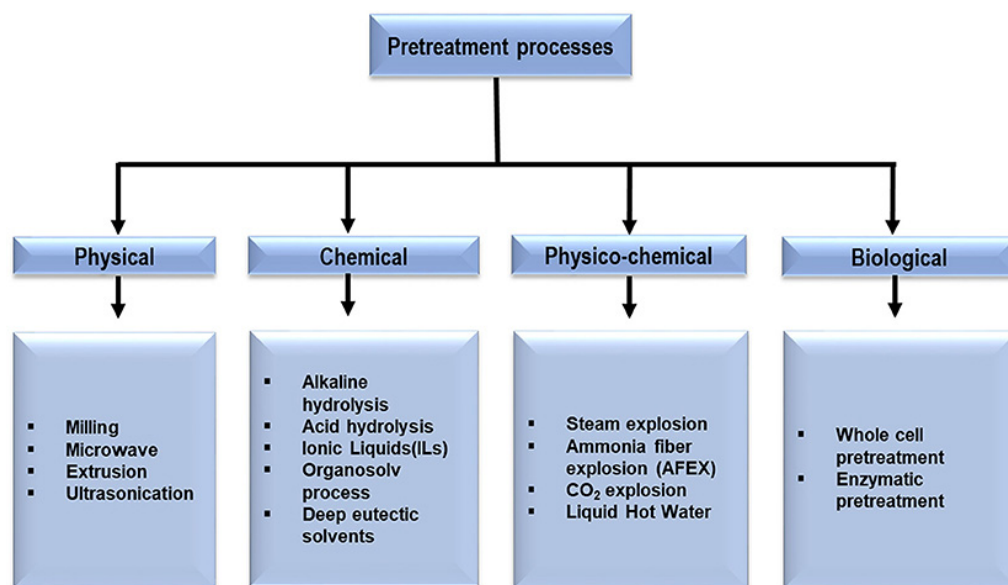 Pretreatment processes
Physical
Chemical
Physico-chemical
Biological
▪ Milling
▪ Microwave
▪ Extrusion
▪ Ultrasonication
▪ Alkaline
hydrolysis
▪ Acid hydrolysis
▪ Ionic Liquids(ILs)
▪ Organosolv
process
▪ Deep eutectic
solvents
▪ Steam explosion
▪ Ammonia fiber
explosion (AFEX)
▪ CO₂ explosion
▪ Liquid Hot Water
▪ Whole cell
pretreatment
▪ Enzymatic
pretreatment